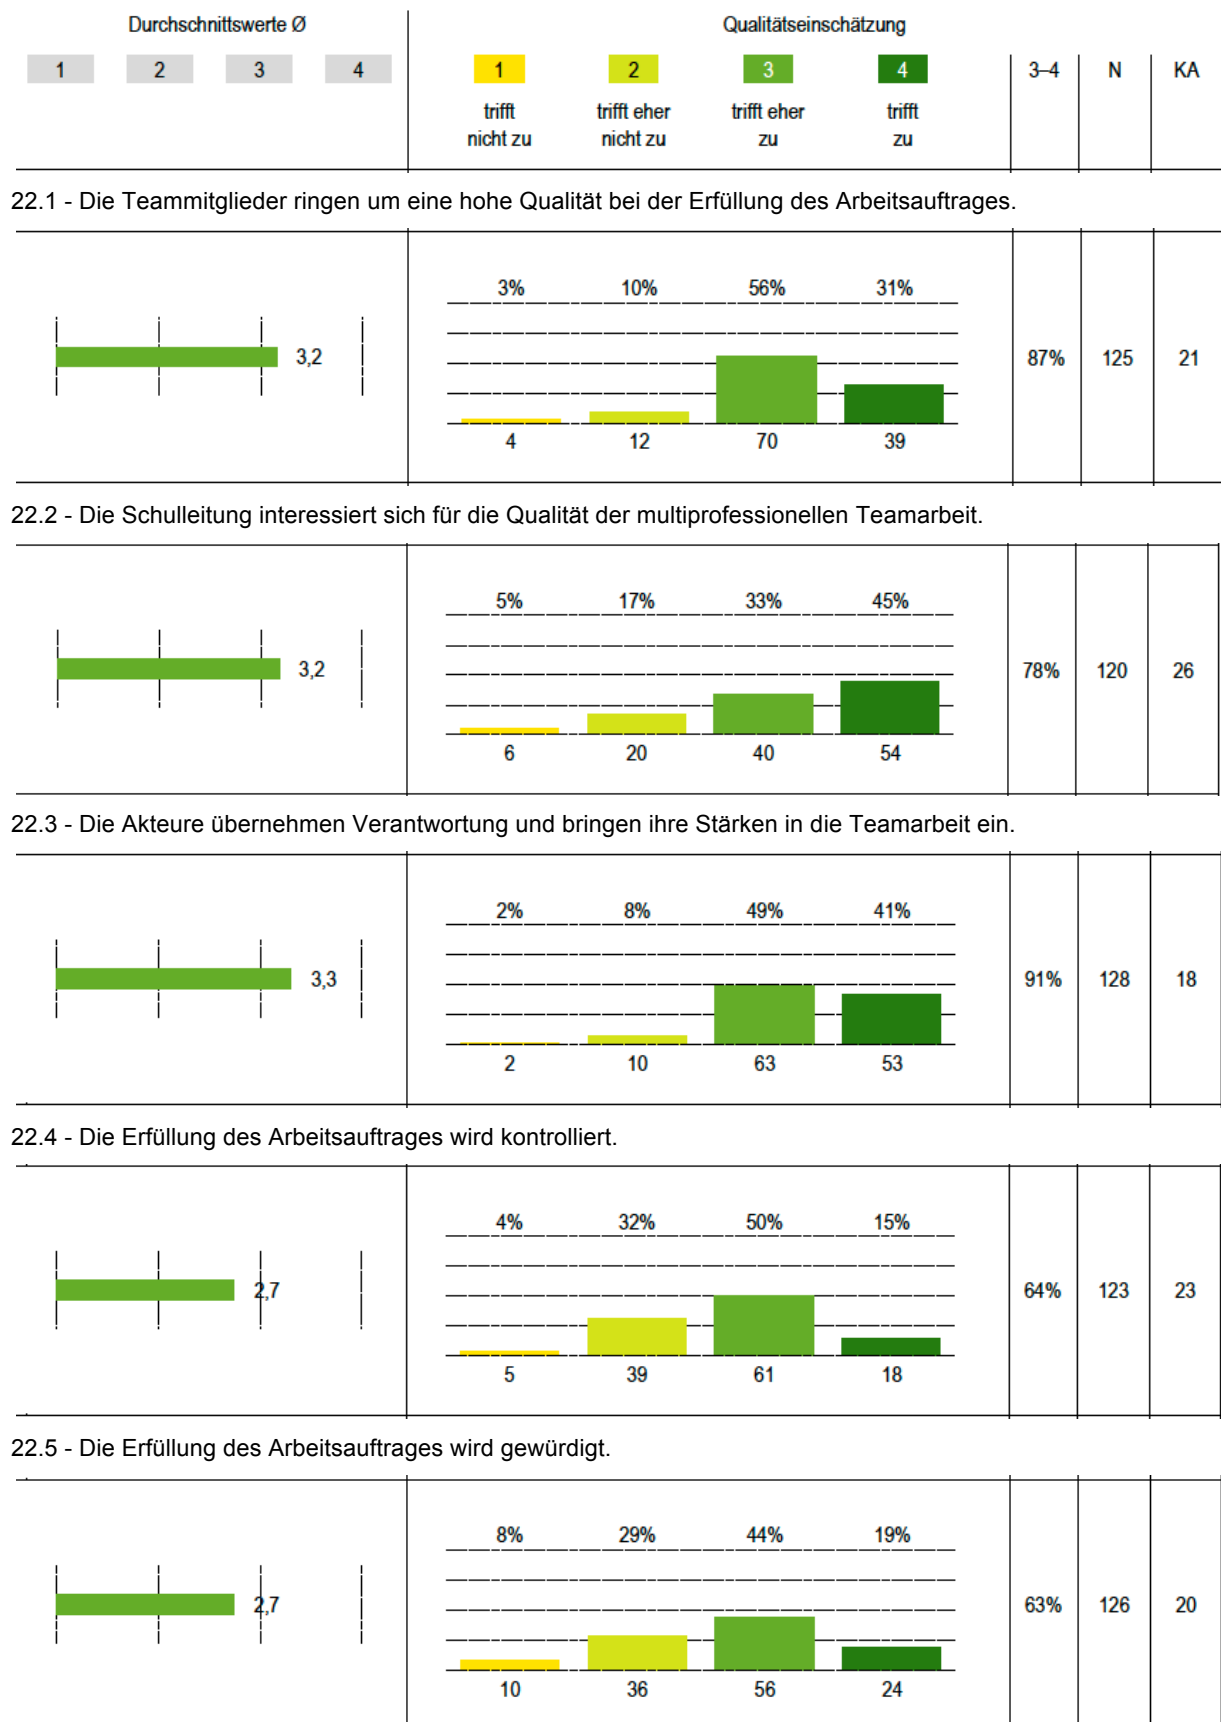 Durchschnittswerte Ø Qualitätseinschätzung
1 2 3 4 1 2 3 4 3–4 N KA
trifft trifft eher trifft eher trifft
nicht zu nicht zu zu zu
22.1 - Die Teammitglieder ringen um eine hohe Qualität bei der Erfüllung des Arbeitsauftrages.
3% 10% 56% 31%
3,2 87% 125 21
4 12 70 39
22.2 - Die Schulleitung interessiert sich für die Qualität der multiprofessionellen Teamarbeit.
5% 17% 33% 45%
3,2 78% 120 26
6 20 40 54
22.3 - Die Akteure übernehmen Verantwortung und bringen ihre Stärken in die Teamarbeit ein.
2% 8% 49% 41%
3,3 91% 128 18
2 10 63 53
22.4 - Die Erfüllung des Arbeitsauftrages wird kontrolliert.
4% 32% 50% 15%
2,7 64% 123 23
5 39 61 18
22.5 - Die Erfüllung des Arbeitsauftrages wird gewürdigt.
8% 29% 44% 19%
2,7 63% 126 20
10 36 56 24